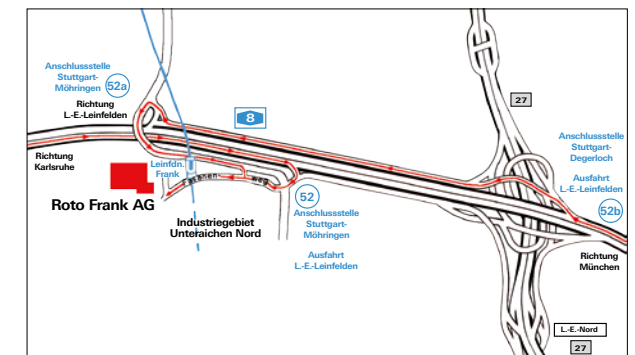 Anschlussstelle
Stuttgart-
Möhringen
52a
Richtung
L.-E.-Leinfelden
8
27
Anschlussstelle
Stuttgart-
Degerloch
Ausfahrt
L.-E.-Leinfelden
52b
Richtung
Karlsruhe
Leinfdn.
Frank
weg
Roto Frank AG
Industriegebiet
Unteraichen Nord
52
Anschlussstelle
Stuttgart-
Möhringen
Ausfahrt
L.-E.-Leinfelden
Richtung
München
L.-E.-Nord
27